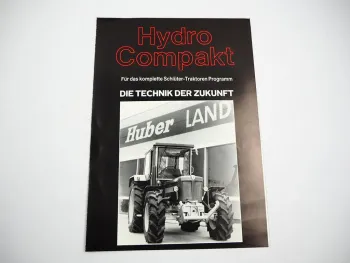 Hydro
Compakt
Für das komplette Schlüter-Traktoren Programm
DIE TECHNIK DER ZUKUNFT
Huber LAND